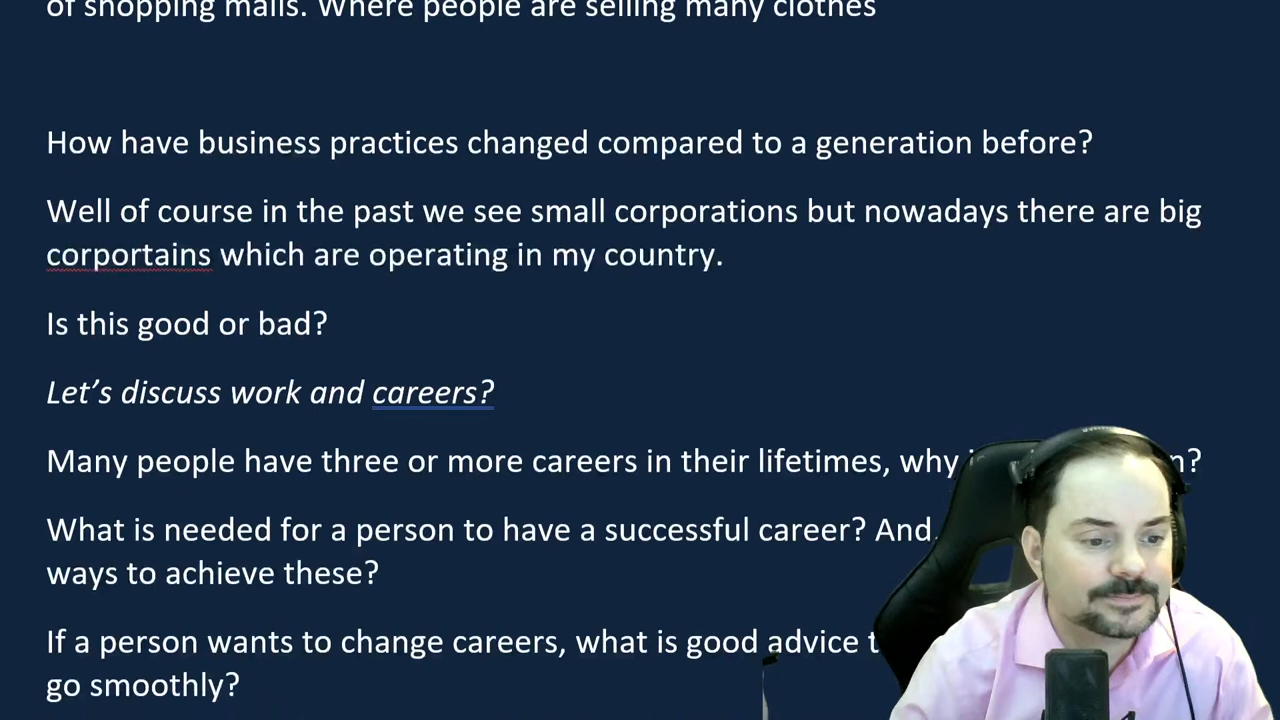 of shopping malls. Where people are selling many clothes
How have business practices changed compared to a generation before?
Well of course in the past we see small corporations but nowadays there are big
corportains which are operating in my country.
Is this good or bad?
Let's discuss work and careers?
Many people have three or more careers in their lifetimes, why
What is needed for a person to have a successful career? And
ways to achieve these?
If a person wants to change careers, what is good advice
go smoothly?